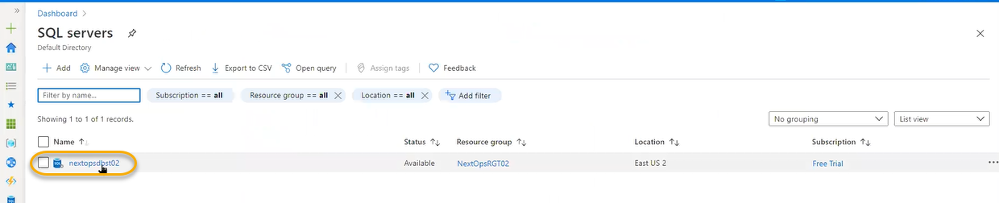 Dashboard >
SQL servers
Default Directory
Add Manage view Refresh Export to CSV Open query Assign tags Feedback
Filter by name... Subscription == all Resource group == all Location == all Add filter
Showing 1 to 1 of 1 records.
No grouping List view
Name Status Resource group Location Subscription
nextopsdbst02 Available NextOpsRGT02 East US 2 Free Trial